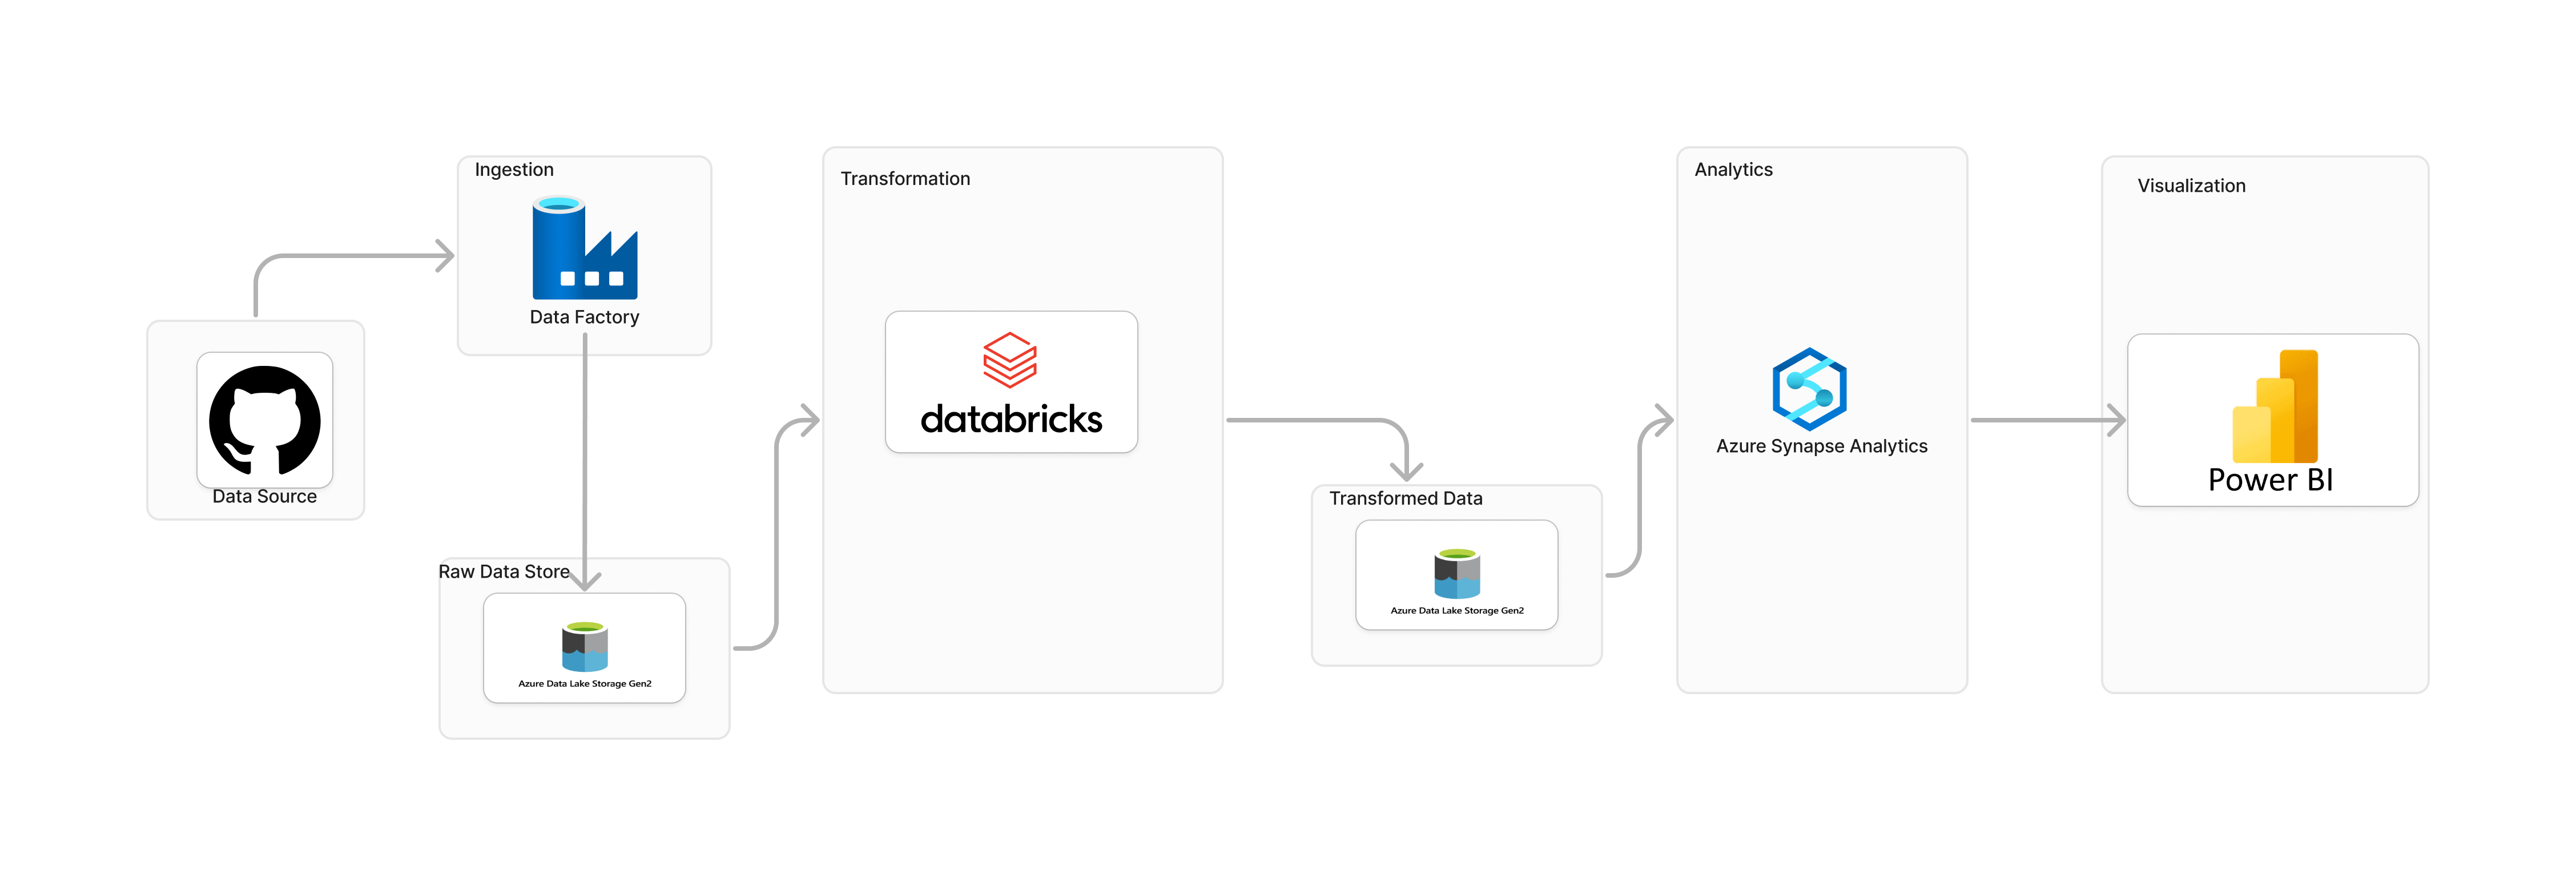 Ingestion
Data Factory
Data Source
Raw Data Store
Azure Data Lake Storage Gen2
Transformation
databricks
Transformed Data
Azure Data Lake Storage Gen2
Analytics
Azure Synapse Analytics
Visualization
Power BI